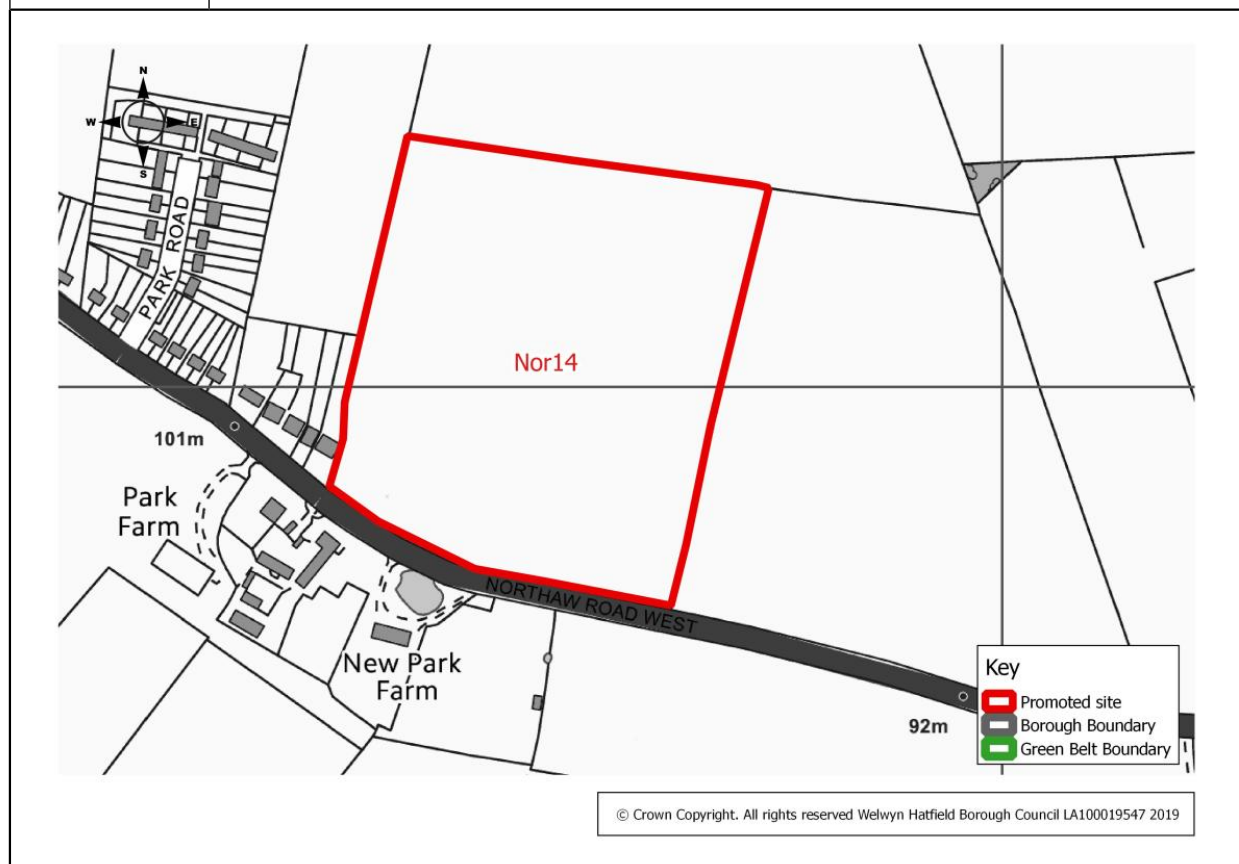 N
W E
S
PARK ROAD
Nor14
101m
Park
Farm
NORTHAW ROAD WEST
New Park
Farm
92m
Key
Promoted site
Borough Boundary
Green Belt Boundary
© Crown Copyright. All rights reserved Welwyn Hatfield Borough Council LA100019547 2019